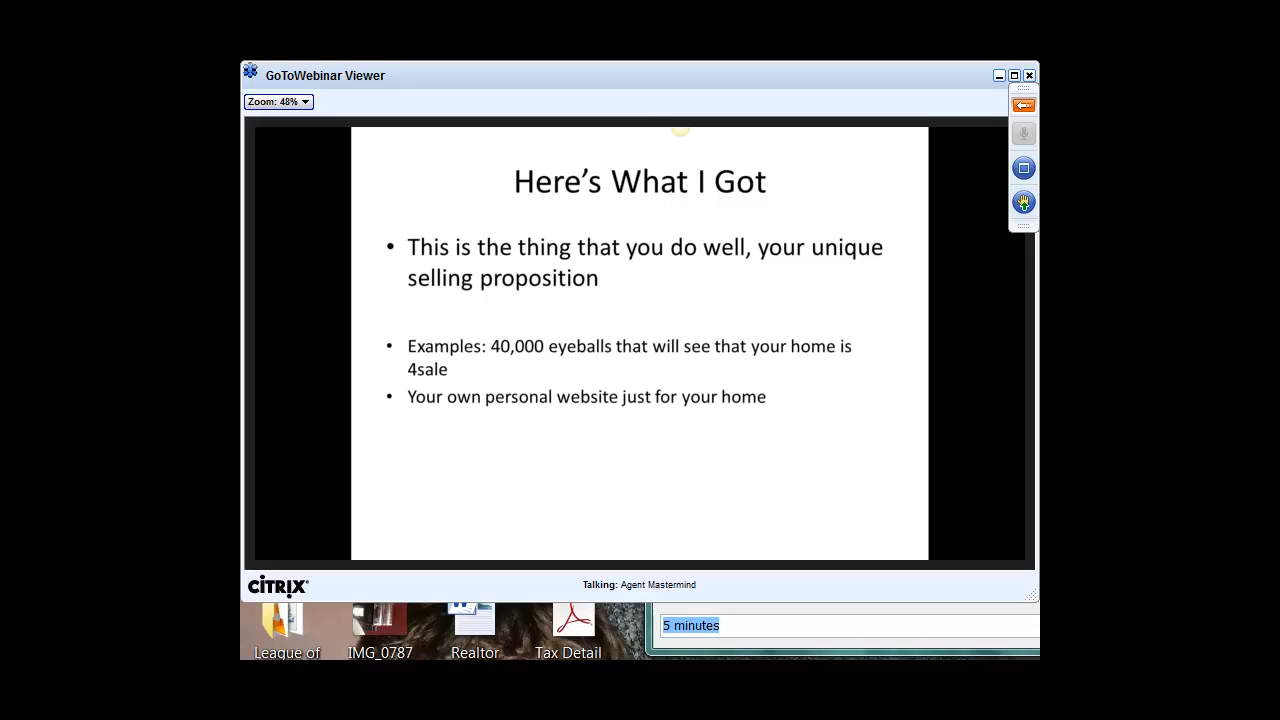 GoToWebinar Viewer
Zoom: 48%
Here's What I Got
• This is the thing that you do well, your unique
selling proposition
• Examples: 40,000 eyeballs that will see that your home is
4sale
• Your own personal website just for your home
CITRIX
Talking: Agent Mastermind
5 minutes
League of
IMG_0787
Realtor
Tax Detail